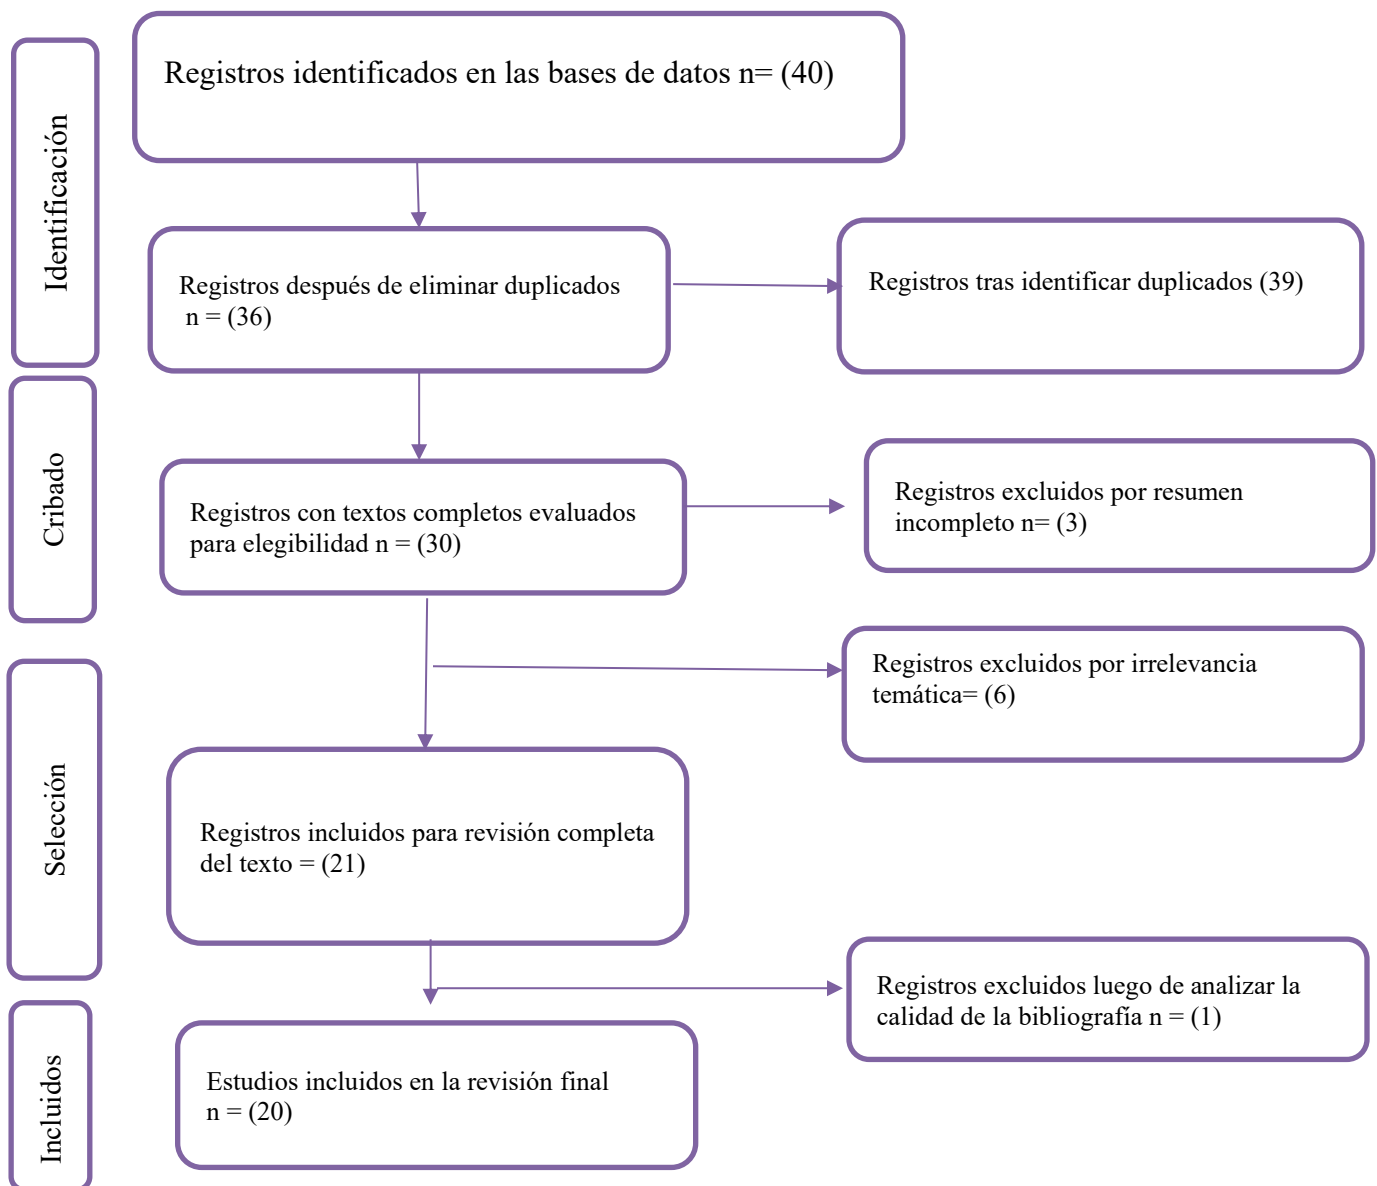 Identificación
Registros identificados en las bases de datos n= (40)
Registros después de eliminar duplicados
n = (36)
Registros tras identificar duplicados (39)
Cribado
Registros con textos completos evaluados
para elegibilidad n = (30)
Registros excluidos por resumen
incompleto n= (3)
Selección
Registros excluidos por irrelevancia
temática= (6)
Registros incluidos para revisión completa
del texto = (21)
Registros excluidos luego de analizar la
calidad de la bibliografía n = (1)
Incluidos
Estudios incluidos en la revisión final
n = (20)